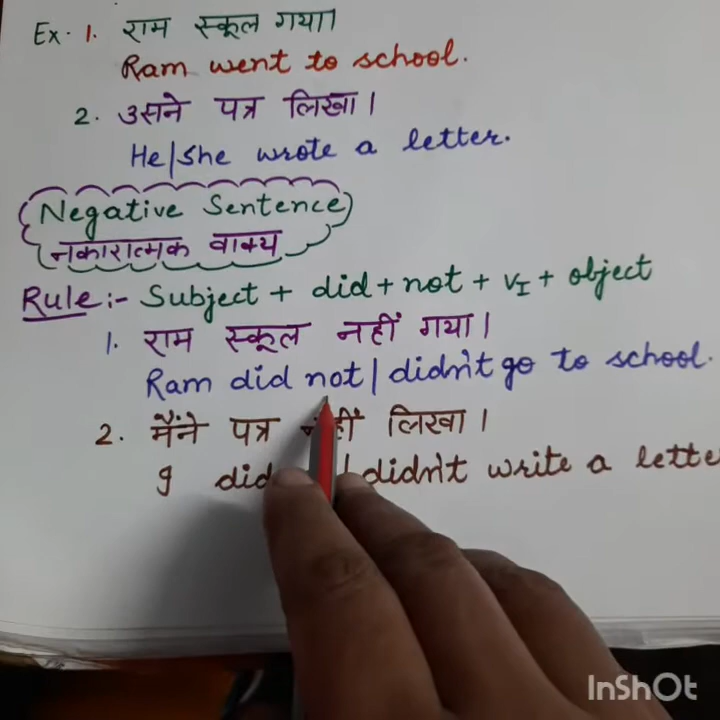 Ex. 1. राम स्कूल गया।
Ram went to school.
2. उसने पत्र लिखा।
He/She wrote a letter.
Negative Sentence
नकारात्मक वाक्य
Rule:- Subject + did + not + VI + object
1. राम स्कूल नहीं गया।
Ram did not / didn't go to school.
2. मैंने पत्र लिखा।
I did / didn't write a
InShOt